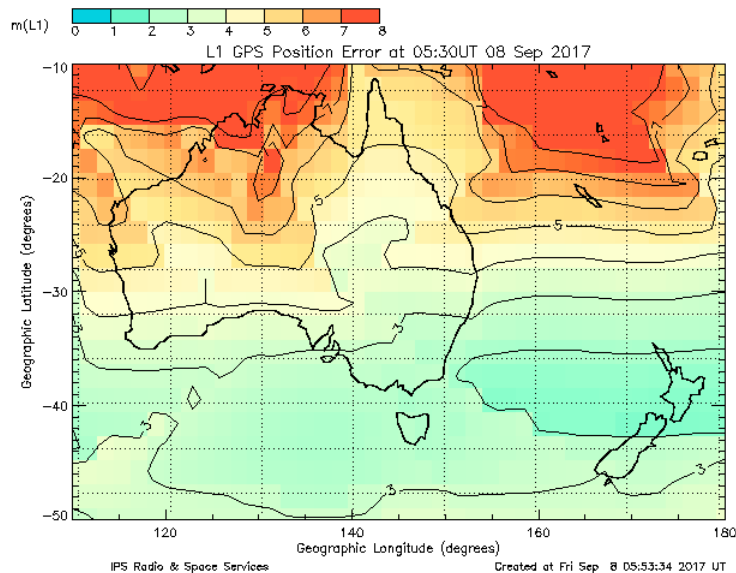 m(L1)
0 1 2 3 4 5 6 7 8
L1 GPS Position Error at 05:30UT 08 Sep 2017
-10
-20
-30
-40
-50
Geographic Latitude (degrees)
5
5
5
3
3
3
3
3
120 140 160 180
Geographic Longitude (degrees)
IPS Radio & Space Services
Created at Fri Sep 8 05:53:34 2017 UT